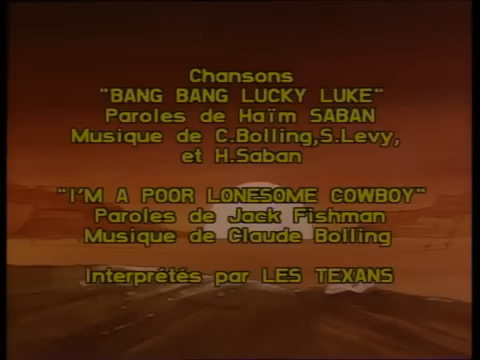 Chansons
"BANG BANG LUCKY LUKE"
Paroles de Haïm SABAN
Musique de C.Bolling,S.Levy,
et H.Saban
"I'M A POOR LONESOME COWBOY"
Paroles de Jack Fishman
Musique de Claude Bolling
Interprétés par LES TEXANS